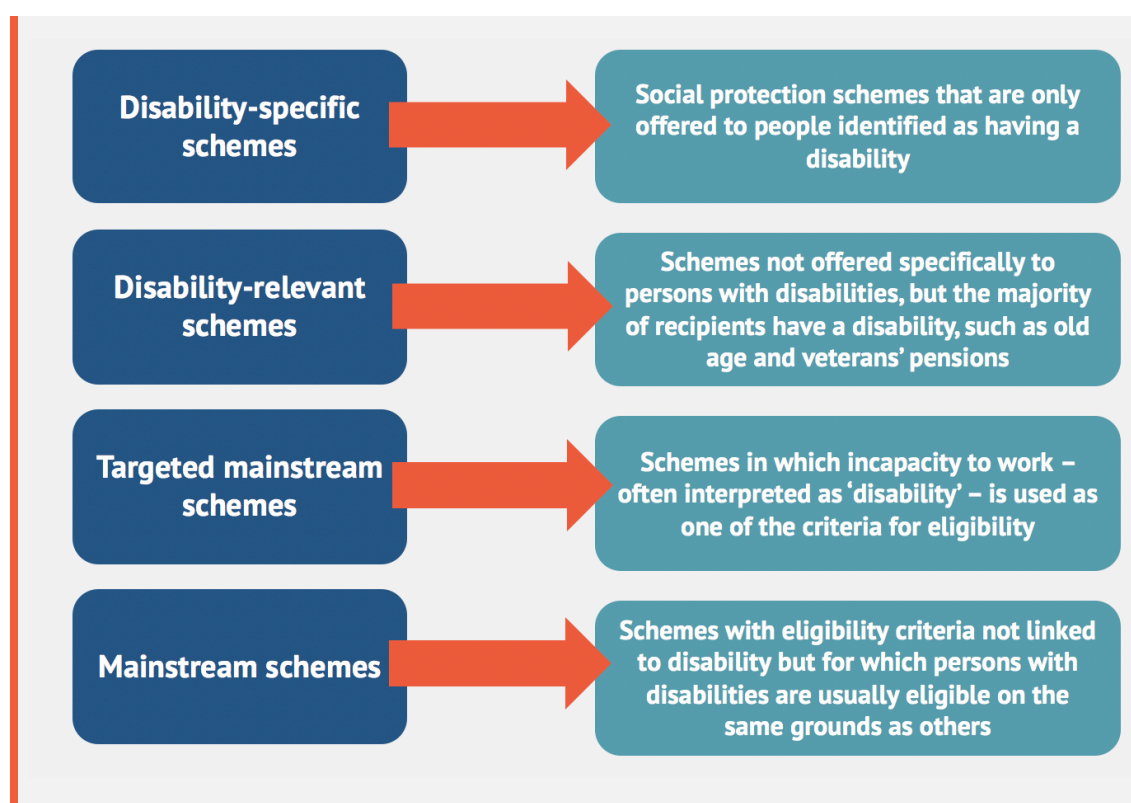 Disability-specific
schemes
Social protection schemes that are only
offered to people identified as having a
disability
Disability-relevant
schemes
Schemes not offered specifically to
persons with disabilities, but the majority
of recipients have a disability, such as old
age and veterans’ pensions
Targeted mainstream
schemes
Schemes in which incapacity to work –
often interpreted as ‘disability’ – is used as
one of the criteria for eligibility
Mainstream schemes
Schemes with eligibility criteria not linked
to disability but for which persons with
disabilities are usually eligible on the
same grounds as others